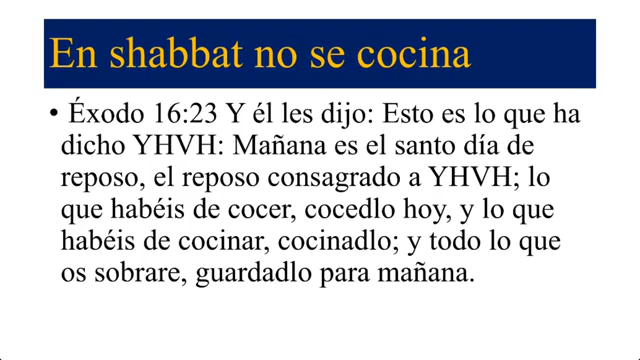 En shabbat no se cocina
• Éxodo 16:23 Y él les dijo: Esto es lo que ha
dicho YHVH: Mañana es el santo día de
reposo, el reposo consagrado a YHVH; lo
que habéis de cocer, cocedlo hoy, y lo que
habéis de cocinar, cocinadlo; y todo lo que
os sobrare, guardadlo para mañana.